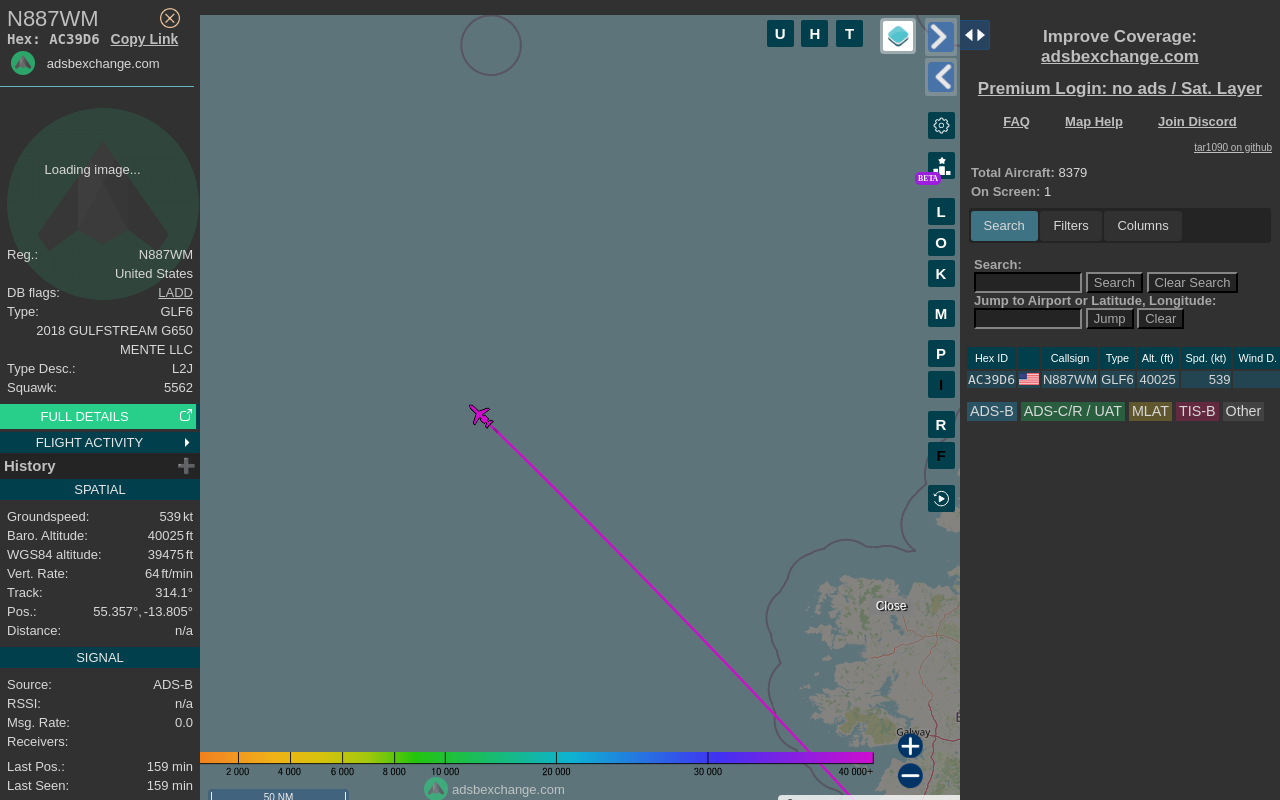 N887WM
Hex: AC39D6 Copy Link
adsbexchange.com
Loading image...
Reg.: N887WM
United States
DB flags: LADD
Type: GLF6
2018 GULFSTREAM G650
MENTE LLC
Type Desc.: L2J
Squawk: 5562
FULL DETAILS
FLIGHT ACTIVITY
History
SPATIAL
Groundspeed: 539 kt
Baro. Altitude: 40025 ft
WGS84 altitude: 39475 ft
Vert. Rate: 64 ft/min
Track: 314.1°
Pos.: 55.357°, -13.805°
Distance: n/a
SIGNAL
Source: ADS-B
RSSI: n/a
Msg. Rate: 0.0
Receivers:
Last Pos.: 159 min
Last Seen: 159 min
U H T
BETA
L
O
K
M
P
I
R
F
Close
Galway
2 000 4 000 6 000 8 000 10 000 20 000 30 000 40 000+
adsbexchange.com
50 NM
Improve Coverage:
adsbexchange.com
Premium Login: no ads / Sat. Layer
FAQ Map Help Join Discord
tar1090 on github
Total Aircraft: 8379
On Screen: 1
Search Filters Columns
Search:
Search Clear Search
Jump to Airport or Latitude, Longitude:
Jump Clear
Hex ID Callsign Type Alt. (ft) Spd. (kt) Wind D.
AC39D6 N887WM GLF6 40025 539
ADS-B ADS-C/R / UAT MLAT TIS-B Other